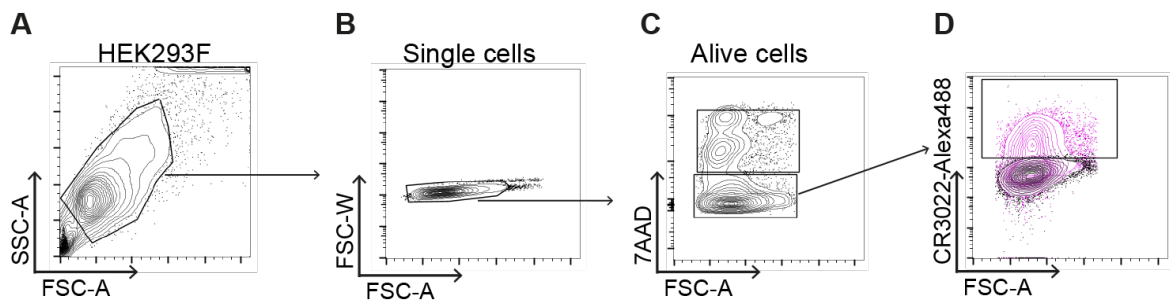 A
HEK293F
SSC-A
FSC-A
B
Single cells
FSC-W
FSC-A
C
Alive cells
7AAD
FSC-A
D
CR3022-Alexa488
FSC-A